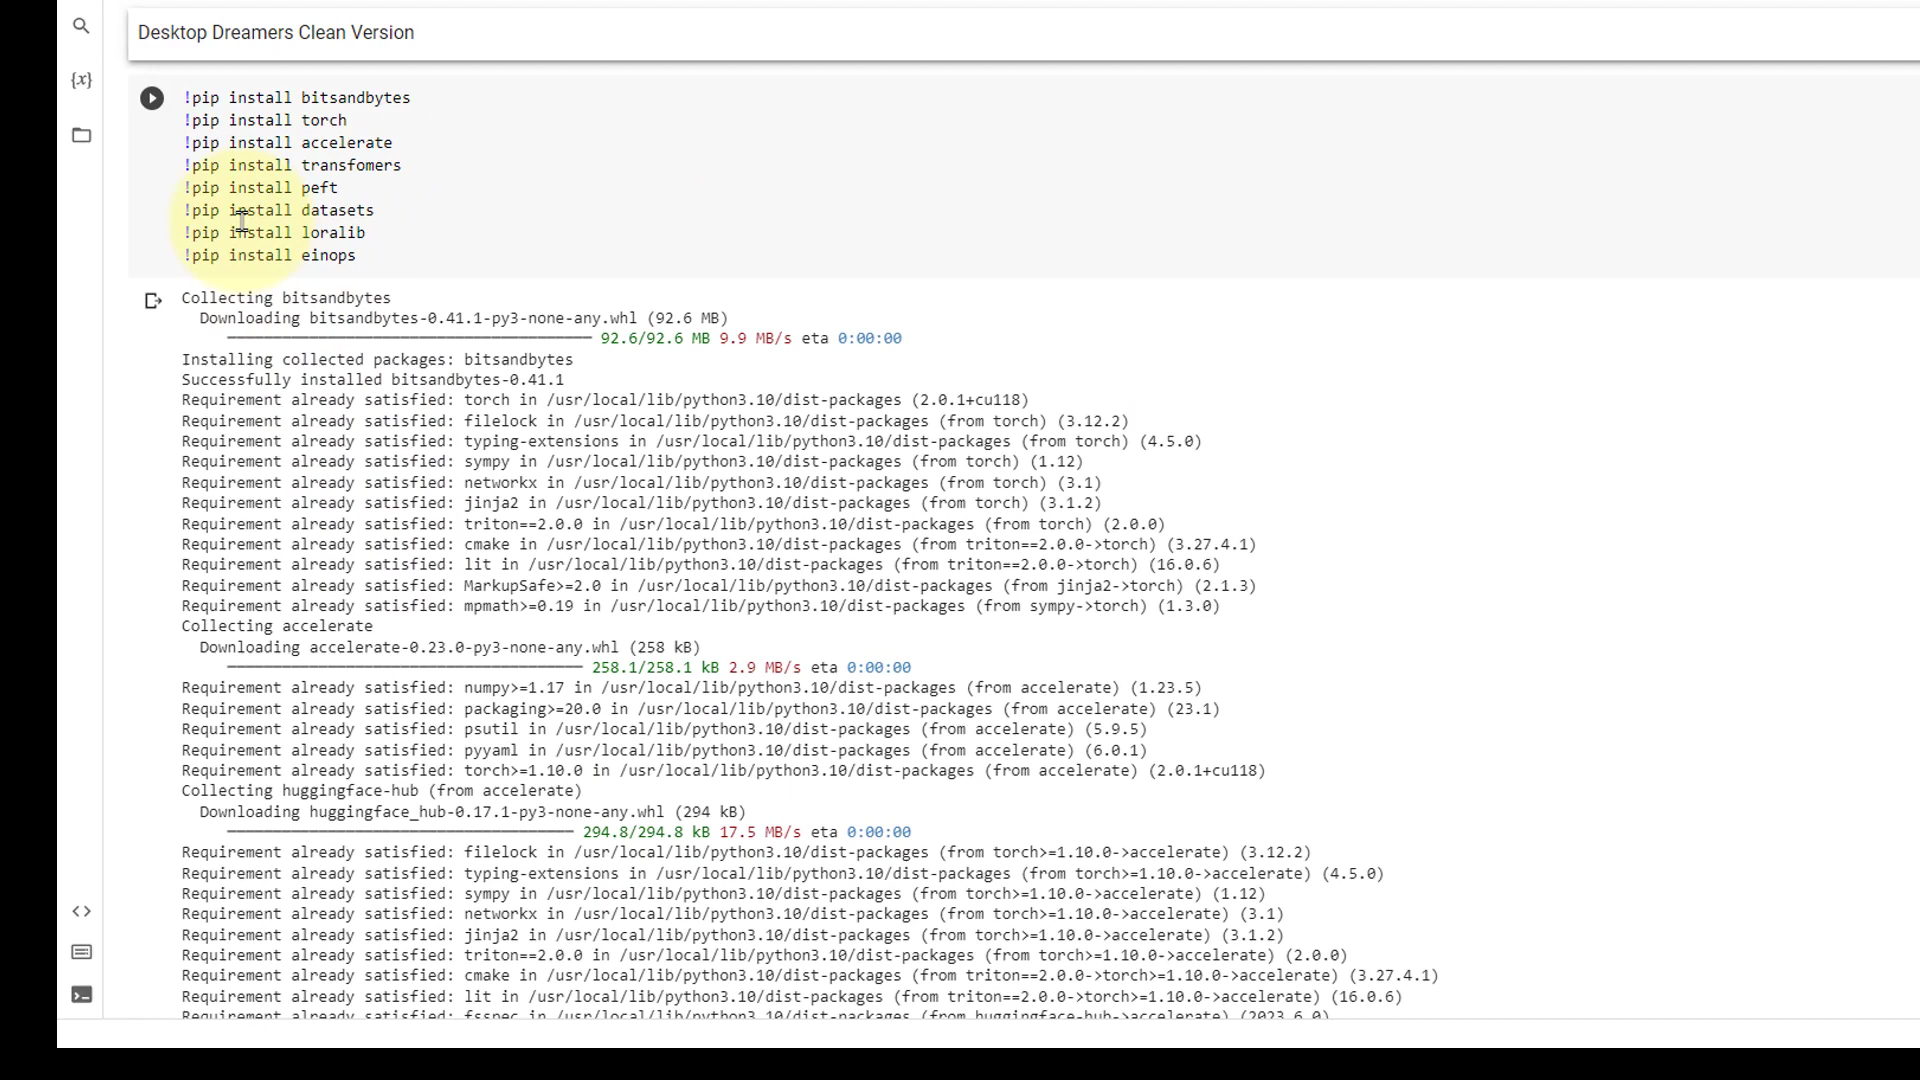 Desktop Dreamers Clean Version
{x}
!pip install bitsandbytes
!pip install torch
!pip install accelerate
!pip install transfomers
!pip install peft
!pip install datasets
!pip install loralib
!pip install einops
Collecting bitsandbytes
Downloading bitsandbytes-0.41.1-py3-none-any.whl (92.6 MB)
92.6/92.6 MB 9.9 MB/s eta 0:00:00
Installing collected packages: bitsandbytes
Successfully installed bitsandbytes-0.41.1
Requirement already satisfied: torch in /usr/local/lib/python3.10/dist-packages (2.0.1+cu118)
Requirement already satisfied: filelock in /usr/local/lib/python3.10/dist-packages (from torch) (3.12.2)
Requirement already satisfied: typing-extensions in /usr/local/lib/python3.10/dist-packages (from torch) (4.5.0)
Requirement already satisfied: sympy in /usr/local/lib/python3.10/dist-packages (from torch) (1.12)
Requirement already satisfied: networkx in /usr/local/lib/python3.10/dist-packages (from torch) (3.1)
Requirement already satisfied: jinja2 in /usr/local/lib/python3.10/dist-packages (from torch) (3.1.2)
Requirement already satisfied: triton==2.0.0 in /usr/local/lib/python3.10/dist-packages (from torch) (2.0.0)
Requirement already satisfied: cmake in /usr/local/lib/python3.10/dist-packages (from triton==2.0.0->torch) (3.27.4.1)
Requirement already satisfied: lit in /usr/local/lib/python3.10/dist-packages (from triton==2.0.0->torch) (16.0.6)
Requirement already satisfied: MarkupSafe>=2.0 in /usr/local/lib/python3.10/dist-packages (from jinja2->torch) (2.1.3)
Requirement already satisfied: mpmath>=0.19 in /usr/local/lib/python3.10/dist-packages (from sympy->torch) (1.3.0)
Collecting accelerate
Downloading accelerate-0.23.0-py3-none-any.whl (258 kB)
258.1/258.1 kB 2.9 MB/s eta 0:00:00
Requirement already satisfied: numpy>=1.17 in /usr/local/lib/python3.10/dist-packages (from accelerate) (1.23.5)
Requirement already satisfied: packaging>=20.0 in /usr/local/lib/python3.10/dist-packages (from accelerate) (23.1)
Requirement already satisfied: psutil in /usr/local/lib/python3.10/dist-packages (from accelerate) (5.9.5)
Requirement already satisfied: pyyaml in /usr/local/lib/python3.10/dist-packages (from accelerate) (6.0.1)
Requirement already satisfied: torch>=1.10.0 in /usr/local/lib/python3.10/dist-packages (from accelerate) (2.0.1+cu118)
Collecting huggingface-hub (from accelerate)
Downloading huggingface_hub-0.17.1-py3-none-any.whl (294 kB)
294.8/294.8 kB 17.5 MB/s eta 0:00:00
Requirement already satisfied: filelock in /usr/local/lib/python3.10/dist-packages (from torch>=1.10.0->accelerate) (3.12.2)
Requirement already satisfied: typing-extensions in /usr/local/lib/python3.10/dist-packages (from torch>=1.10.0->accelerate) (4.5.0)
Requirement already satisfied: sympy in /usr/local/lib/python3.10/dist-packages (from torch>=1.10.0->accelerate) (1.12)
Requirement already satisfied: networkx in /usr/local/lib/python3.10/dist-packages (from torch>=1.10.0->accelerate) (3.1)
Requirement already satisfied: jinja2 in /usr/local/lib/python3.10/dist-packages (from torch>=1.10.0->accelerate) (3.1.2)
Requirement already satisfied: triton==2.0.0 in /usr/local/lib/python3.10/dist-packages (from torch>=1.10.0->accelerate) (2.0.0)
Requirement already satisfied: cmake in /usr/local/lib/python3.10/dist-packages (from triton==2.0.0->torch>=1.10.0->accelerate) (3.27.4.1)
Requirement already satisfied: lit in /usr/local/lib/python3.10/dist-packages (from triton==2.0.0->torch>=1.10.0->accelerate) (16.0.6)
Requirement already satisfied: fsspec in /usr/local/lib/python3.10/dist-packages (from huggingface-hub->accelerate) (2023.6.0)